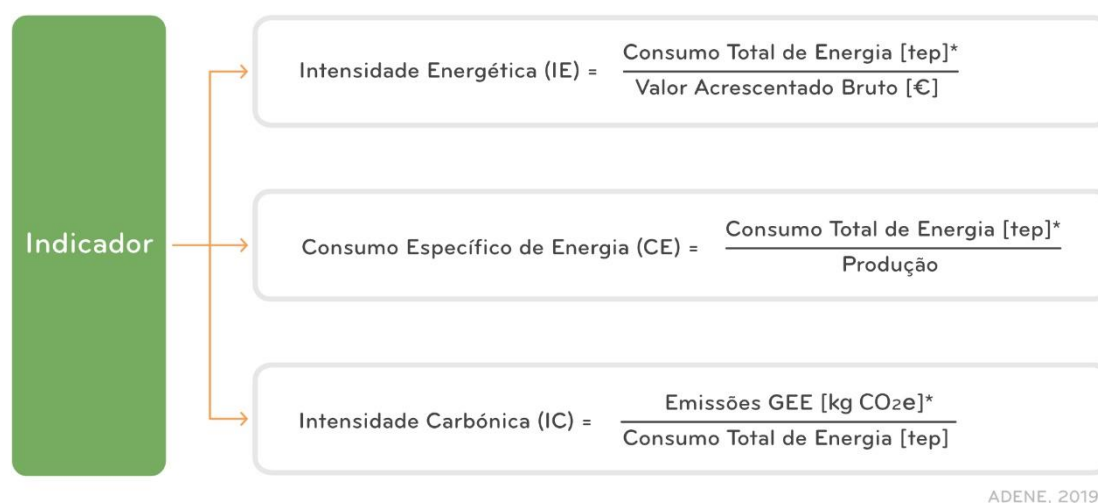 Indicador
Intensidade Energética (IE) =
Consumo Total de Energia [tep]*
Valor Acrescentado Bruto [€]
Consumo Específico de Energia (CE) =
Consumo Total de Energia [tep]*
Produção
Intensidade Carbónica (IC) =
Emissões GEE [kg CO₂e]*
Consumo Total de Energia [tep]
ADENE, 2019